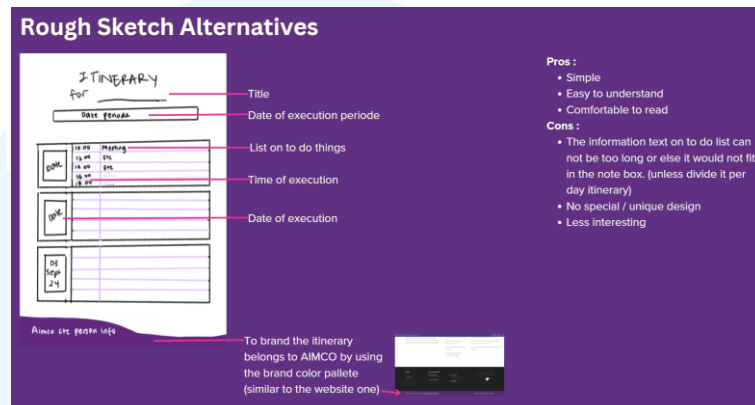 Rough Sketch Alternatives
ITINERARY
for
Date periode
Date
10.00 Meeting
12.00 Etc
14.00 Etc
16.00
18.00
Date
03
Sept
24
Aimco ctc person info
Title
Date of execution periode
List on to do things
Time of execution
Date of execution
To brand the itinerary
belongs to AIMCO by using
the brand color pallete
(similar to the website one)
Pros :
• Simple
• Easy to understand
• Comfortable to read
Cons :
• The information text on to do list can
not be too long or else it would not fit
in the note box. (unless divide it per
day itinerary)
• No special / unique design
• Less interesting